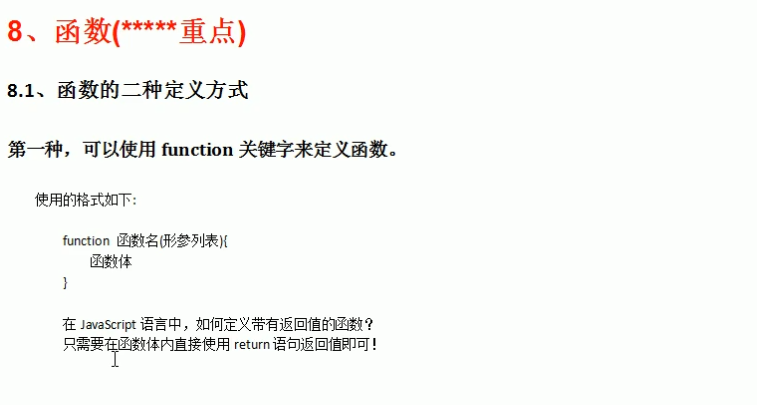 8、函数(*****重点)
8.1、函数的二种定义方式
第一种，可以使用 function 关键字来定义函数。
使用的格式如下:
function 函数名(形参列表){
函数体
}
在 JavaScript 语言中，如何定义带有返回值的函数？
只需要在函数体内直接使用 return 语句返回值即可！